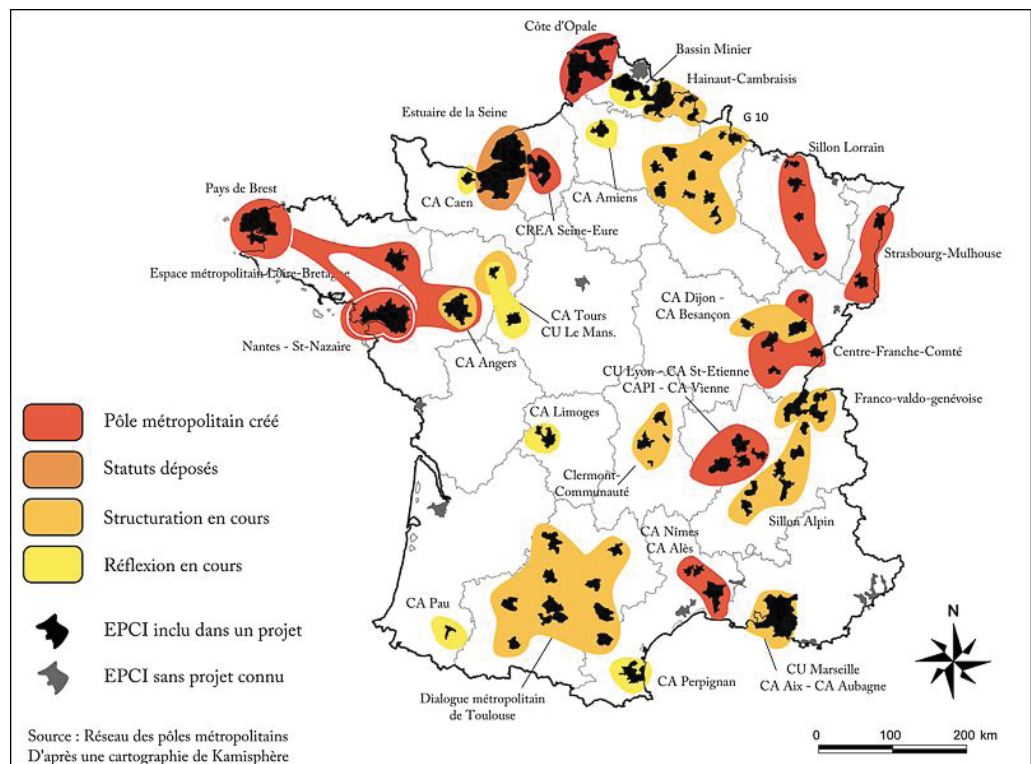 Côte d'Opale
Bassin Minier
Hainaut-Cambraisis
G 10
Estuaire de la Seine
Sillon Lorrain
CA Caen
CA Amiens
Pays de Brest
CREA Seine-Eure
Strasbourg-Mulhouse
Espace métropolitain Loire-Bretagne
CA Dijon -
CA Besançon
CA Tours
CU Le Mans.
Nantes - St-Nazaire
CA Angers
Centre-Franche-Comté
CU Lyon - CA St-Etienne
CAPI - CA Vienne
Franco-valdo-genévoise
CA Limoges
Clermont-
Communauté
Sillon Alpin
CA Nîmes
CA Alès
CA Pau
CA Perpignan
CU Marseille
CA Aix - CA Aubagne
Dialogue métropolitain
de Toulouse
Pôle métropolitain créé
Statuts déposés
Structuration en cours
Réflexion en cours
EPCI inclu dans un projet
EPCI sans projet connu
Source : Réseau des pôles métropolitains
D'après une cartographie de Kamisphère
N
0 100 200 km